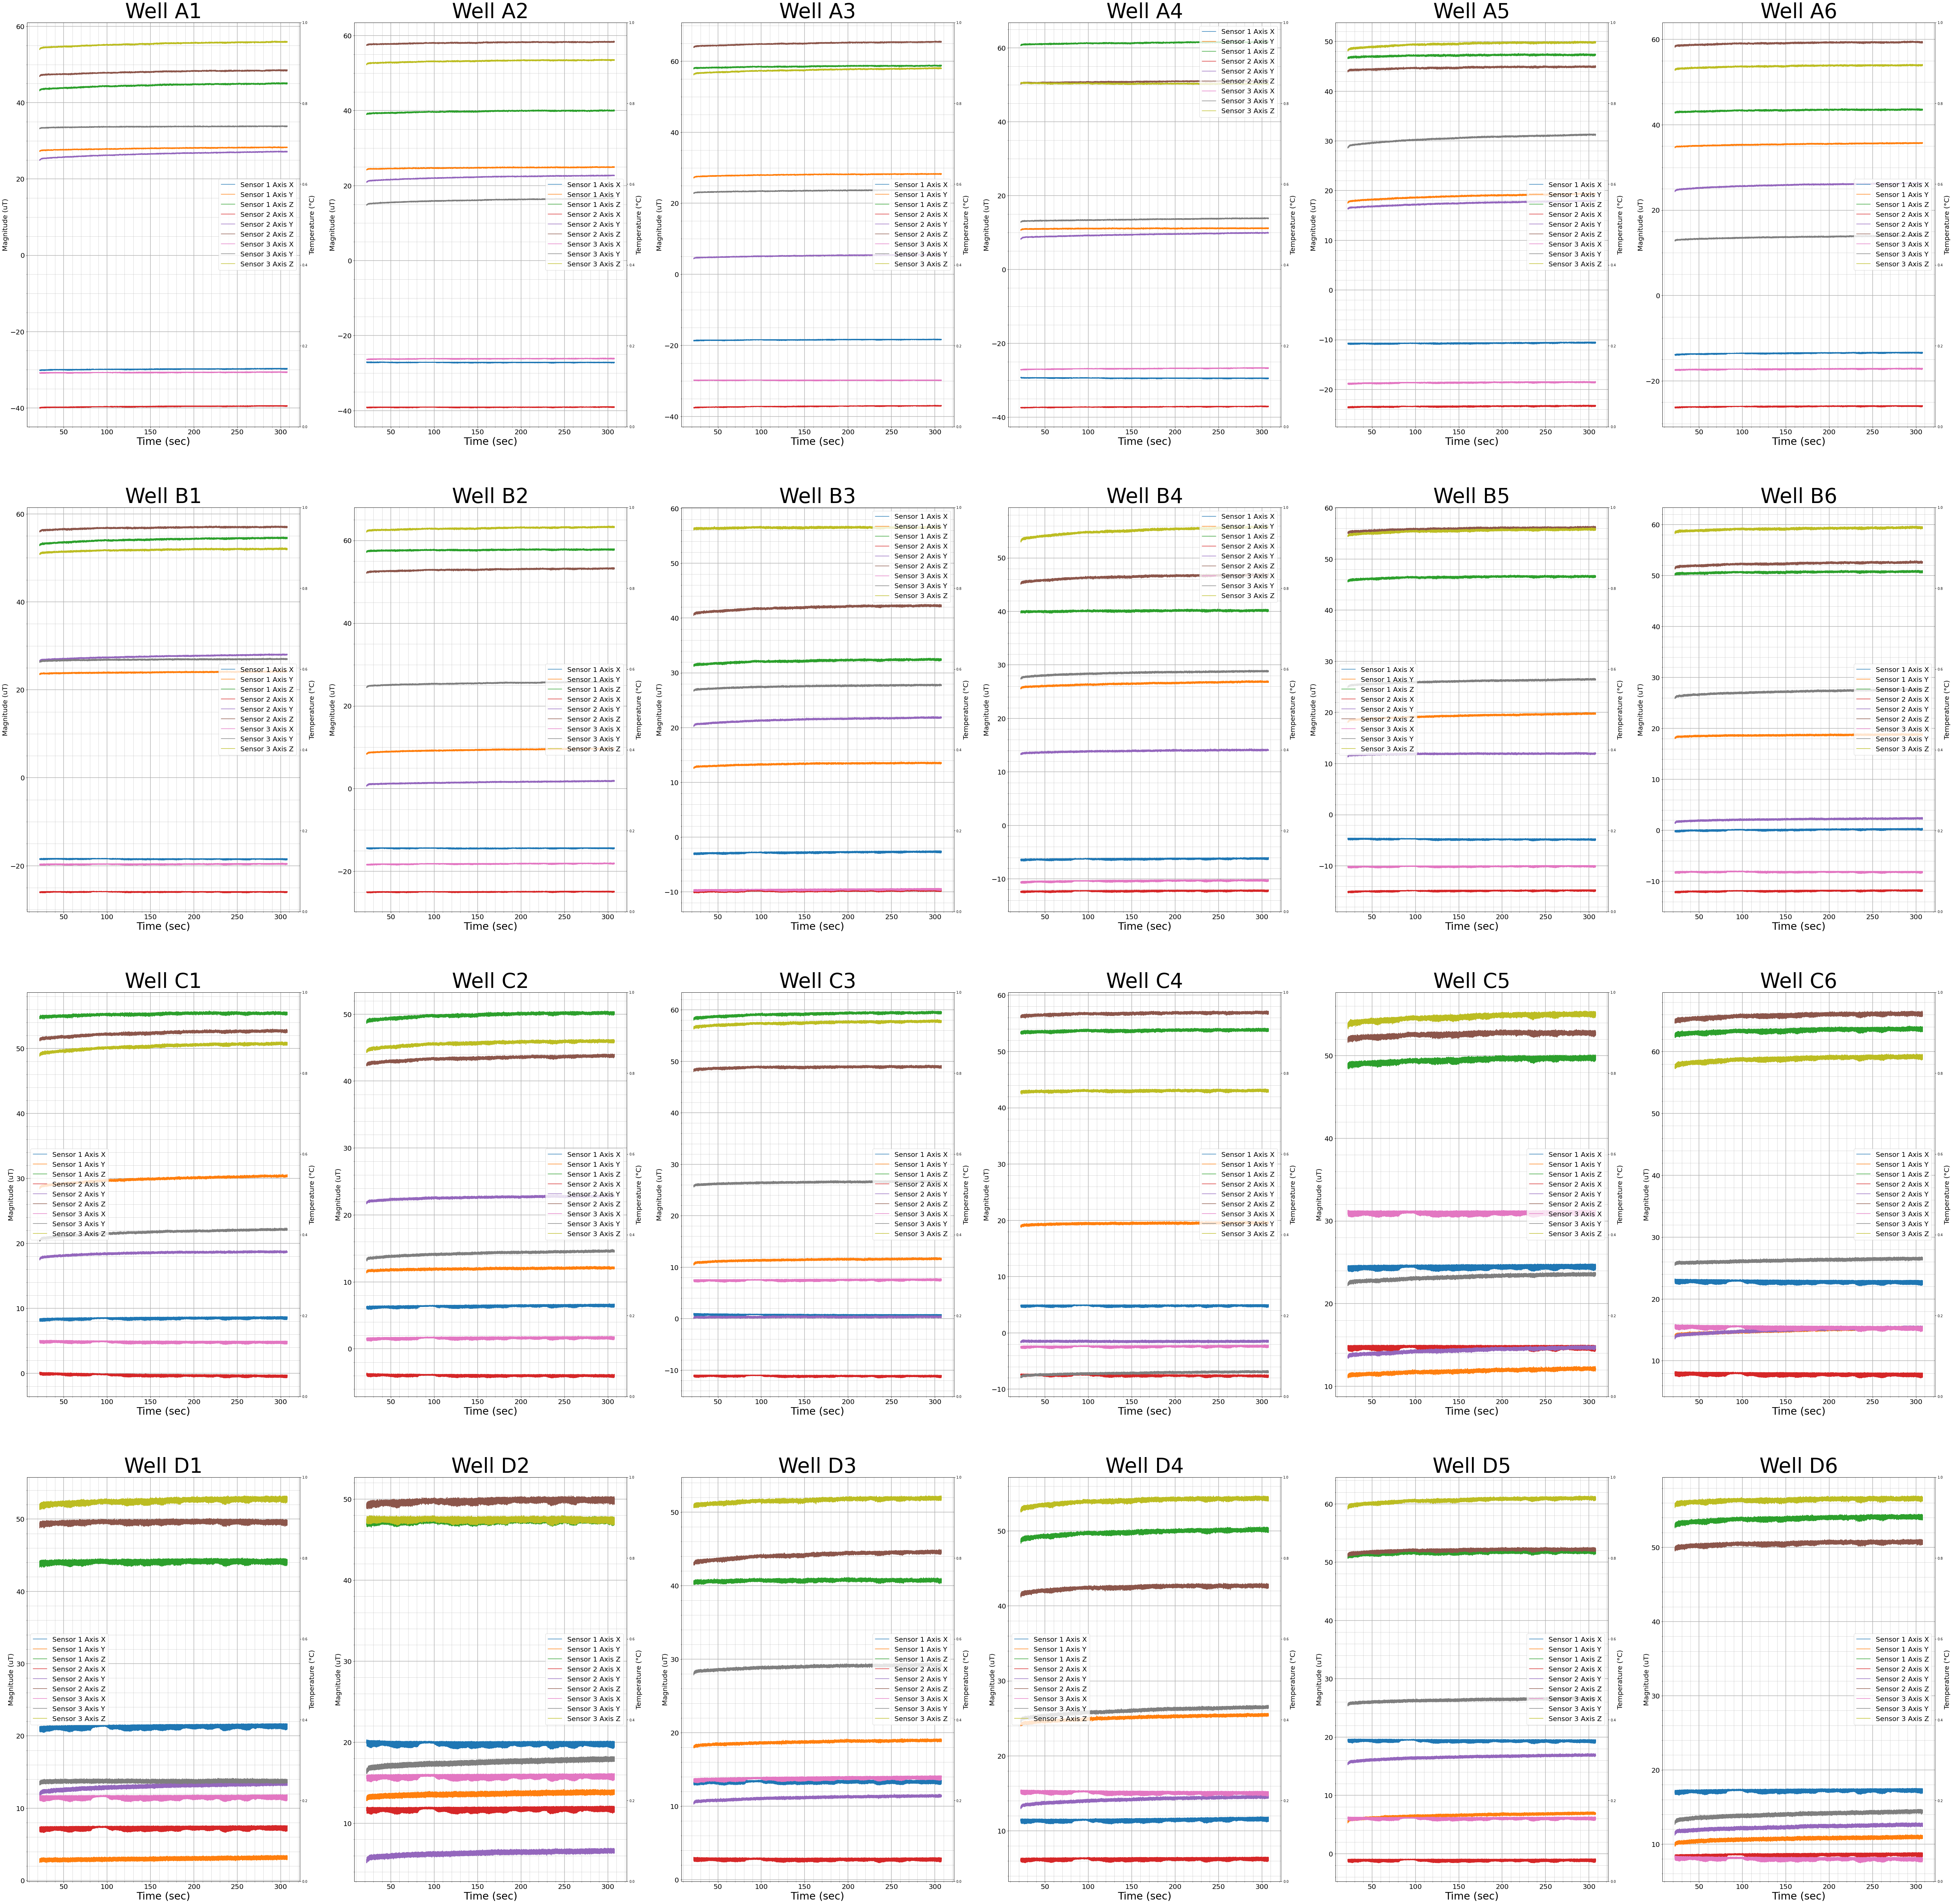 Well A1 Well A2 Well A3 Well A4 Well A5 Well A6
60 40 20 0 −20 −40
60 40 20 0 −20 −40
60 40 20 0 −20 −40
60 40 20 0 −20 −40
50 40 30 20 10 0 −10 −20
60 40 20 0 −20
1.0 0.8 0.6 0.4 0.2 0.0
Magnitude (uT) Magnitude (uT) Magnitude (uT) Magnitude (uT) Magnitude (uT) Magnitude (uT)
Temperature (°C) Temperature (°C) Temperature (°C) Temperature (°C) Temperature (°C) Temperature (°C)
Sensor 1 Axis X Sensor 1 Axis X Sensor 1 Axis X Sensor 1 Axis X Sensor 1 Axis X Sensor 1 Axis X
Sensor 1 Axis Y Sensor 1 Axis Y Sensor 1 Axis Y Sensor 1 Axis Y Sensor 1 Axis Y Sensor 1 Axis Y
Sensor 1 Axis Z Sensor 1 Axis Z Sensor 1 Axis Z Sensor 1 Axis Z Sensor 1 Axis Z Sensor 1 Axis Z
Sensor 2 Axis X Sensor 2 Axis X Sensor 2 Axis X Sensor 2 Axis X Sensor 2 Axis X Sensor 2 Axis X
Sensor 2 Axis Y Sensor 2 Axis Y Sensor 2 Axis Y Sensor 2 Axis Y Sensor 2 Axis Y Sensor 2 Axis Y
Sensor 2 Axis Z Sensor 2 Axis Z Sensor 2 Axis Z Sensor 2 Axis Z Sensor 2 Axis Z Sensor 2 Axis Z
Sensor 3 Axis X Sensor 3 Axis X Sensor 3 Axis X Sensor 3 Axis X Sensor 3 Axis X Sensor 3 Axis X
Sensor 3 Axis Y Sensor 3 Axis Y Sensor 3 Axis Y Sensor 3 Axis Y Sensor 3 Axis Y Sensor 3 Axis Y
Sensor 3 Axis Z Sensor 3 Axis Z Sensor 3 Axis Z Sensor 3 Axis Z Sensor 3 Axis Z Sensor 3 Axis Z
50 100 150 200 250 300 50 100 150 200 250 300 50 100 150 200 250 300 50 100 150 200 250 300 50 100 150 200 250 300 50 100 150 200 250 300
Time (sec) Time (sec) Time (sec) Time (sec) Time (sec) Time (sec)
Well B1 Well B2 Well B3 Well B4 Well B5 Well B6
60 40 20 0 −20
60 40 20 0 −20
60 50 40 30 20 10 0 −10
50 40 30 20 10 0 −10
60 50 40 30 20 10 0 −10
60 50 40 30 20 10 0 −10
1.0 0.8 0.6 0.4 0.2 0.0
Magnitude (uT) Magnitude (uT) Magnitude (uT) Magnitude (uT) Magnitude (uT) Magnitude (uT)
Temperature (°C) Temperature (°C) Temperature (°C) Temperature (°C) Temperature (°C) Temperature (°C)
Sensor 1 Axis X Sensor 1 Axis X Sensor 1 Axis X Sensor 1 Axis X Sensor 1 Axis X Sensor 1 Axis X
Sensor 1 Axis Y Sensor 1 Axis Y Sensor 1 Axis Y Sensor 1 Axis Y Sensor 1 Axis Y Sensor 1 Axis Y
Sensor 1 Axis Z Sensor 1 Axis Z Sensor 1 Axis Z Sensor 1 Axis Z Sensor 1 Axis Z Sensor 1 Axis Z
Sensor 2 Axis X Sensor 2 Axis X Sensor 2 Axis X Sensor 2 Axis X Sensor 2 Axis X Sensor 2 Axis X
Sensor 2 Axis Y Sensor 2 Axis Y Sensor 2 Axis Y Sensor 2 Axis Y Sensor 2 Axis Y Sensor 2 Axis Y
Sensor 2 Axis Z Sensor 2 Axis Z Sensor 2 Axis Z Sensor 2 Axis Z Sensor 2 Axis Z Sensor 2 Axis Z
Sensor 3 Axis X Sensor 3 Axis X Sensor 3 Axis X Sensor 3 Axis X Sensor 3 Axis X Sensor 3 Axis X
Sensor 3 Axis Y Sensor 3 Axis Y Sensor 3 Axis Y Sensor 3 Axis Y Sensor 3 Axis Y Sensor 3 Axis Y
Sensor 3 Axis Z Sensor 3 Axis Z Sensor 3 Axis Z Sensor 3 Axis Z Sensor 3 Axis Z Sensor 3 Axis Z
50 100 150 200 250 300 50 100 150 200 250 300 50 100 150 200 250 300 50 100 150 200 250 300 50 100 150 200 250 300 50 100 150 200 250 300
Time (sec) Time (sec) Time (sec) Time (sec) Time (sec) Time (sec)
Well C1 Well C2 Well C3 Well C4 Well C5 Well C6
50 40 30 20 10 0
50 40 30 20 10 0
60 50 40 30 20 10 0 −10
60 50 40 30 20 10 0 −10
50 40 30 20 10
60 50 40 30 20 10
1.0 0.8 0.6 0.4 0.2 0.0
Magnitude (uT) Magnitude (uT) Magnitude (uT) Magnitude (uT) Magnitude (uT) Magnitude (uT)
Temperature (°C) Temperature (°C) Temperature (°C) Temperature (°C) Temperature (°C) Temperature (°C)
Sensor 1 Axis X Sensor 1 Axis X Sensor 1 Axis X Sensor 1 Axis X Sensor 1 Axis X Sensor 1 Axis X
Sensor 1 Axis Y Sensor 1 Axis Y Sensor 1 Axis Y Sensor 1 Axis Y Sensor 1 Axis Y Sensor 1 Axis Y
Sensor 1 Axis Z Sensor 1 Axis Z Sensor 1 Axis Z Sensor 1 Axis Z Sensor 1 Axis Z Sensor 1 Axis Z
Sensor 2 Axis X Sensor 2 Axis X Sensor 2 Axis X Sensor 2 Axis X Sensor 2 Axis X Sensor 2 Axis X
Sensor 2 Axis Y Sensor 2 Axis Y Sensor 2 Axis Y Sensor 2 Axis Y Sensor 2 Axis Y Sensor 2 Axis Y
Sensor 2 Axis Z Sensor 2 Axis Z Sensor 2 Axis Z Sensor 2 Axis Z Sensor 2 Axis Z Sensor 2 Axis Z
Sensor 3 Axis X Sensor 3 Axis X Sensor 3 Axis X Sensor 3 Axis X Sensor 3 Axis X Sensor 3 Axis X
Sensor 3 Axis Y Sensor 3 Axis Y Sensor 3 Axis Y Sensor 3 Axis Y Sensor 3 Axis Y Sensor 3 Axis Y
Sensor 3 Axis Z Sensor 3 Axis Z Sensor 3 Axis Z Sensor 3 Axis Z Sensor 3 Axis Z Sensor 3 Axis Z
50 100 150 200 250 300 50 100 150 200 250 300 50 100 150 200 250 300 50 100 150 200 250 300 50 100 150 200 250 300 50 100 150 200 250 300
Time (sec) Time (sec) Time (sec) Time (sec) Time (sec) Time (sec)
Well D1 Well D2 Well D3 Well D4 Well D5 Well D6
50 40 30 20 10 0
50 40 30 20 10
50 40 30 20 10 0
50 40 30 20 10
60 50 40 30 20 10 0
50 40 30 20 10
1.0 0.8 0.6 0.4 0.2 0.0
Magnitude (uT) Magnitude (uT) Magnitude (uT) Magnitude (uT) Magnitude (uT) Magnitude (uT)
Temperature (°C) Temperature (°C) Temperature (°C) Temperature (°C) Temperature (°C) Temperature (°C)
Sensor 1 Axis X Sensor 1 Axis X Sensor 1 Axis X Sensor 1 Axis X Sensor 1 Axis X Sensor 1 Axis X
Sensor 1 Axis Y Sensor 1 Axis Y Sensor 1 Axis Y Sensor 1 Axis Y Sensor 1 Axis Y Sensor 1 Axis Y
Sensor 1 Axis Z Sensor 1 Axis Z Sensor 1 Axis Z Sensor 1 Axis Z Sensor 1 Axis Z Sensor 1 Axis Z
Sensor 2 Axis X Sensor 2 Axis X Sensor 2 Axis X Sensor 2 Axis X Sensor 2 Axis X Sensor 2 Axis X
Sensor 2 Axis Y Sensor 2 Axis Y Sensor 2 Axis Y Sensor 2 Axis Y Sensor 2 Axis Y Sensor 2 Axis Y
Sensor 2 Axis Z Sensor 2 Axis Z Sensor 2 Axis Z Sensor 2 Axis Z Sensor 2 Axis Z Sensor 2 Axis Z
Sensor 3 Axis X Sensor 3 Axis X Sensor 3 Axis X Sensor 3 Axis X Sensor 3 Axis X Sensor 3 Axis X
Sensor 3 Axis Y Sensor 3 Axis Y Sensor 3 Axis Y Sensor 3 Axis Y Sensor 3 Axis Y Sensor 3 Axis Y
Sensor 3 Axis Z Sensor 3 Axis Z Sensor 3 Axis Z Sensor 3 Axis Z Sensor 3 Axis Z Sensor 3 Axis Z
50 100 150 200 250 300 50 100 150 200 250 300 50 100 150 200 250 300 50 100 150 200 250 300 50 100 150 200 250 300 50 100 150 200 250 300
Time (sec) Time (sec) Time (sec) Time (sec) Time (sec) Time (sec)